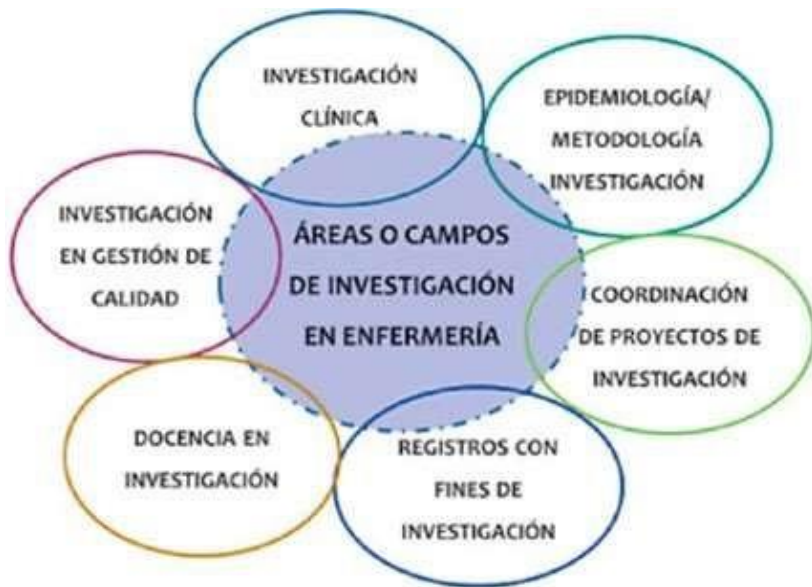 INVESTIGACIÓN
CLÍNICA
EPIDEMIOLOGÍA/
METODOLOGÍA
INVESTIGACIÓN
INVESTIGACIÓN
EN GESTIÓN DE
CALIDAD
ÁREAS O CAMPOS
DE INVESTIGACIÓN
EN ENFERMERÍA
COORDINACIÓN
DE PROYECTOS DE
INVESTIGACIÓN
DOCENCIA EN
INVESTIGACIÓN
REGISTROS CON
FINES DE
INVESTIGACIÓN